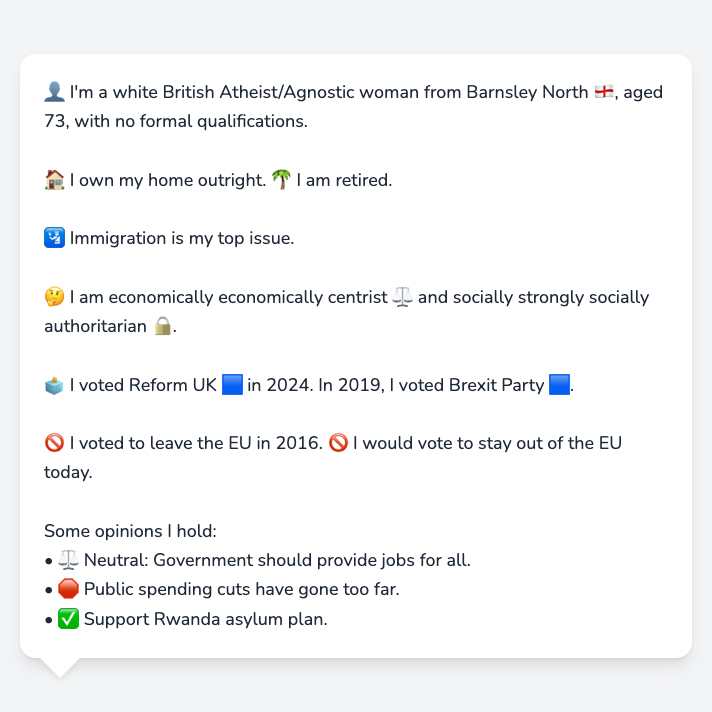 👤 I'm a white British Atheist/Agnostic woman from Barnsley North 🏴󠁧󠁢󠁥󠁮󠁧󠁿, aged
73, with no formal qualifications.
🏠 I own my home outright. 🌴 I am retired.
🛂 Immigration is my top issue.
🤔 I am economically economically centrist ⚖️ and socially strongly socially
authoritarian 🔒.
🗳️ I voted Reform UK 🟦 in 2024. In 2019, I voted Brexit Party 🟦.
🚫 I voted to leave the EU in 2016. 🚫 I would vote to stay out of the EU
today.
Some opinions I hold:
• ⚖️ Neutral: Government should provide jobs for all.
• 🛑 Public spending cuts have gone too far.
• ✅ Support Rwanda asylum plan.